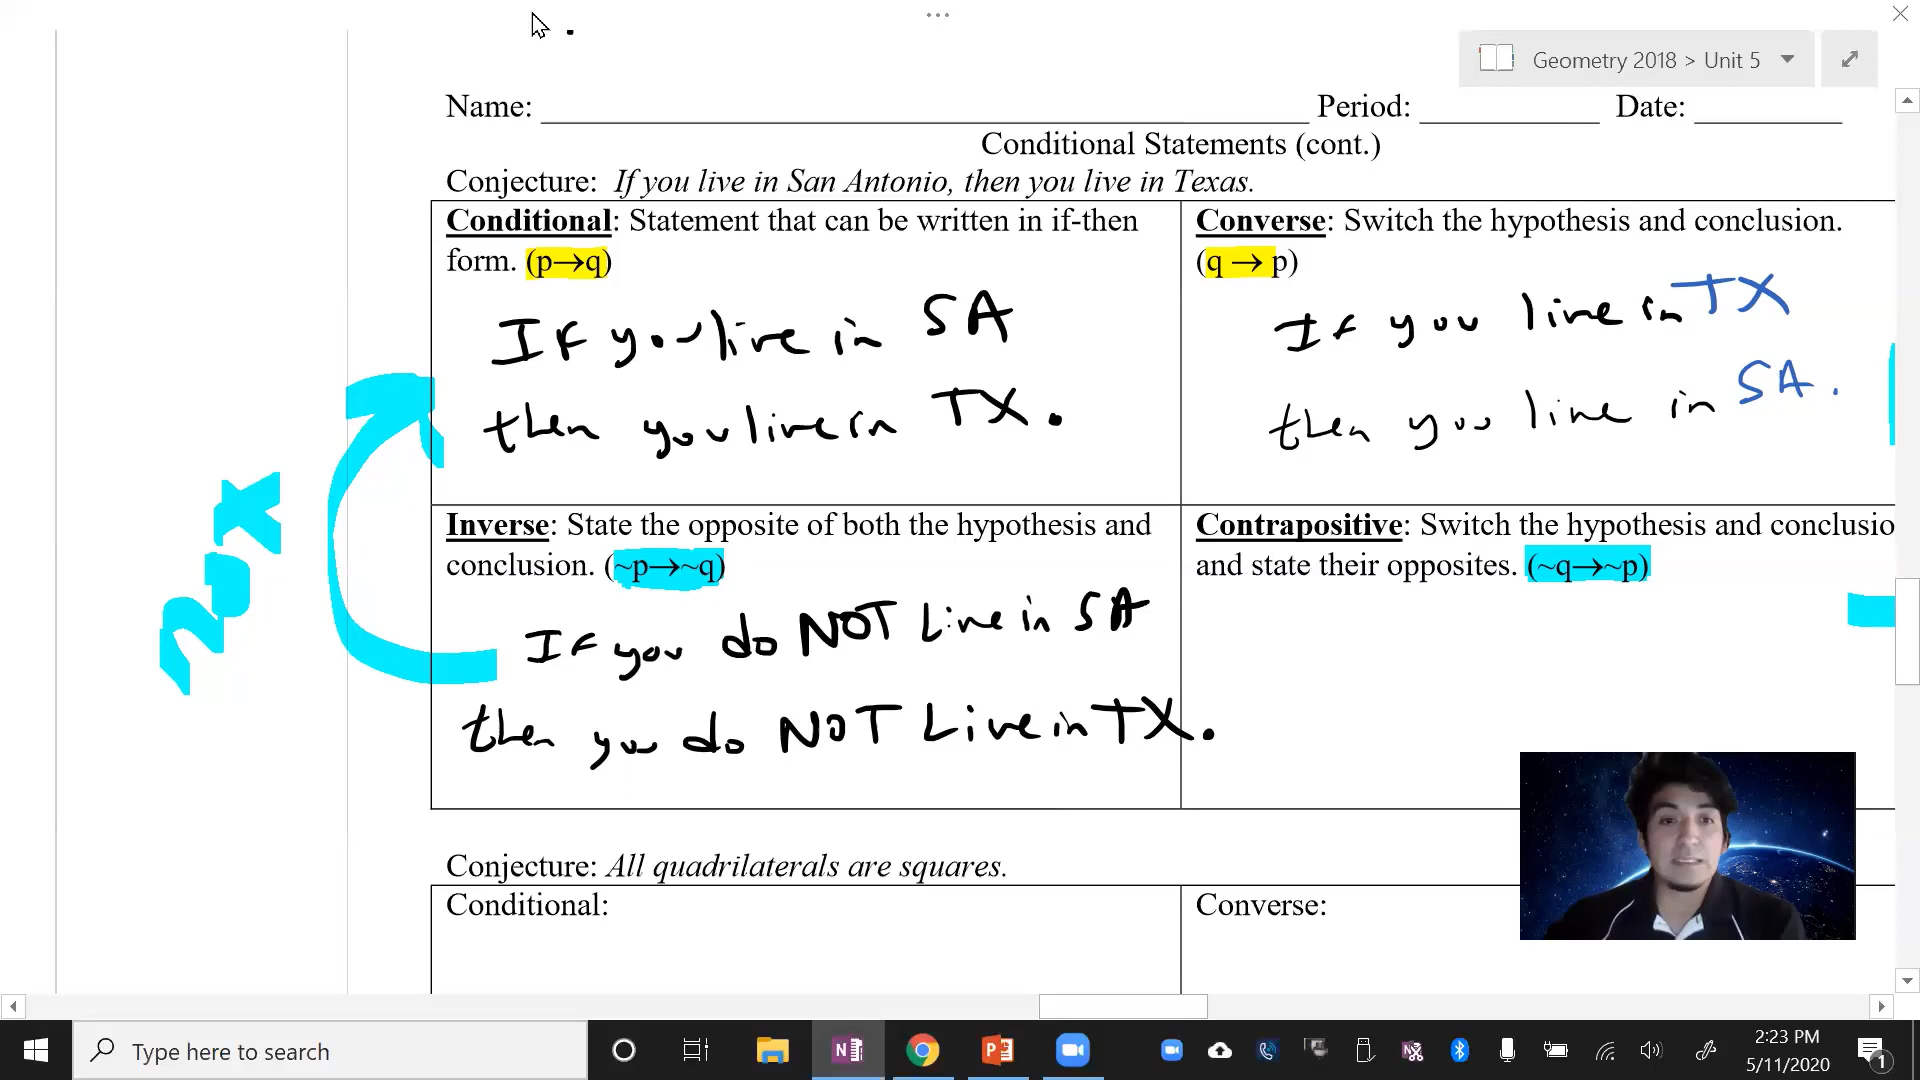 Geometry 2018 > Unit 5
Name: Period: Date:
Conditional Statements (cont.)
Conjecture: If you live in San Antonio, then you live in Texas.
Conditional: Statement that can be written in if-then
form. (p→q)
If you live in SA
then you live in TX.
Converse: Switch the hypothesis and conclusion.
(q → p)
If you live in TX
then you live in SA.
Inverse: State the opposite of both the hypothesis and
conclusion. (~p→~q)
If you do NOT Live in SA
then you do NOT Live in TX.
Contrapositive: Switch the hypothesis and conclusio
and state their opposites. (~q→~p)
Conjecture: All quadrilaterals are squares.
Conditional:
Converse:
Type here to search
2:23 PM
5/11/2020
1